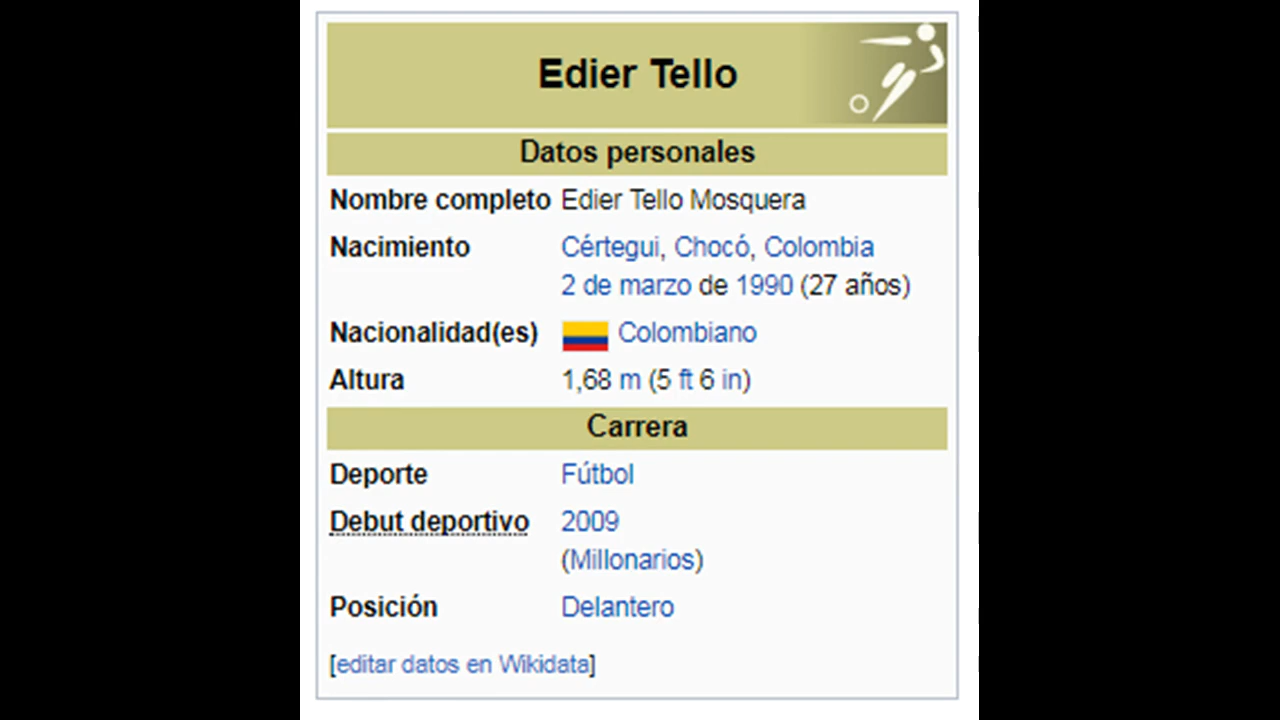 Edier Tello
Datos personales
Nombre completo Edier Tello Mosquera
Nacimiento Cértegui, Chocó, Colombia
2 de marzo de 1990 (27 años)
Nacionalidad(es) Colombiano
Altura 1,68 m (5 ft 6 in)
Carrera
Deporte Fútbol
Debut deportivo 2009
(Millonarios)
Posición Delantero
[editar datos en Wikidata]